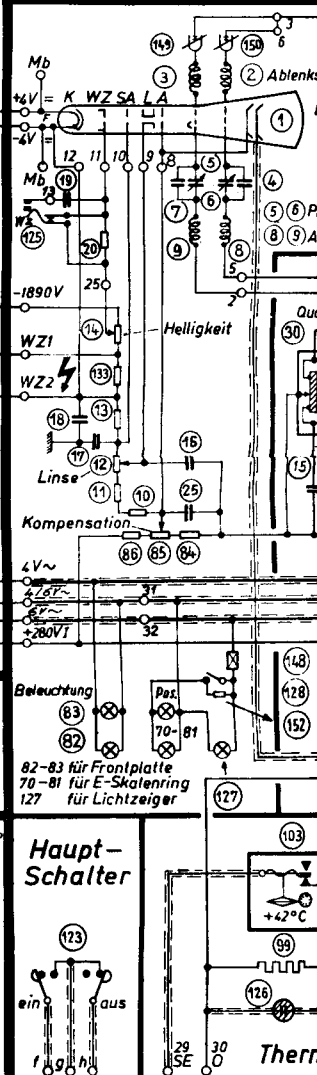 149
150
3
6
Mb
3
2
Ablenks
+4V =
K
WZ
SA
L
A
F
1
-4V =
Mb
12
11
10
9
8
5
4
13
19
7
6
5 6 P
WZ
125
20
9
8
8 9 A
5
25
2
-1890V
14
Helligkeit
Qua
30
WZ1
133
WZ2
18
13
17
16
12
Linse
15
11
10
25
Kompensation
86
85
84
4V~
4/6V~
31
6V~
32
+280V I
148
Beleuchtung
Pos.
128
83
70-81
152
82
82-83 für Frontplatte
70-81 für E-Skalenring
127 für Lichtzeiger
127
Haupt-
Schalter
103
+42°C
123
99
ein
aus
126
29
30
f
g
h
SE
0
Therm